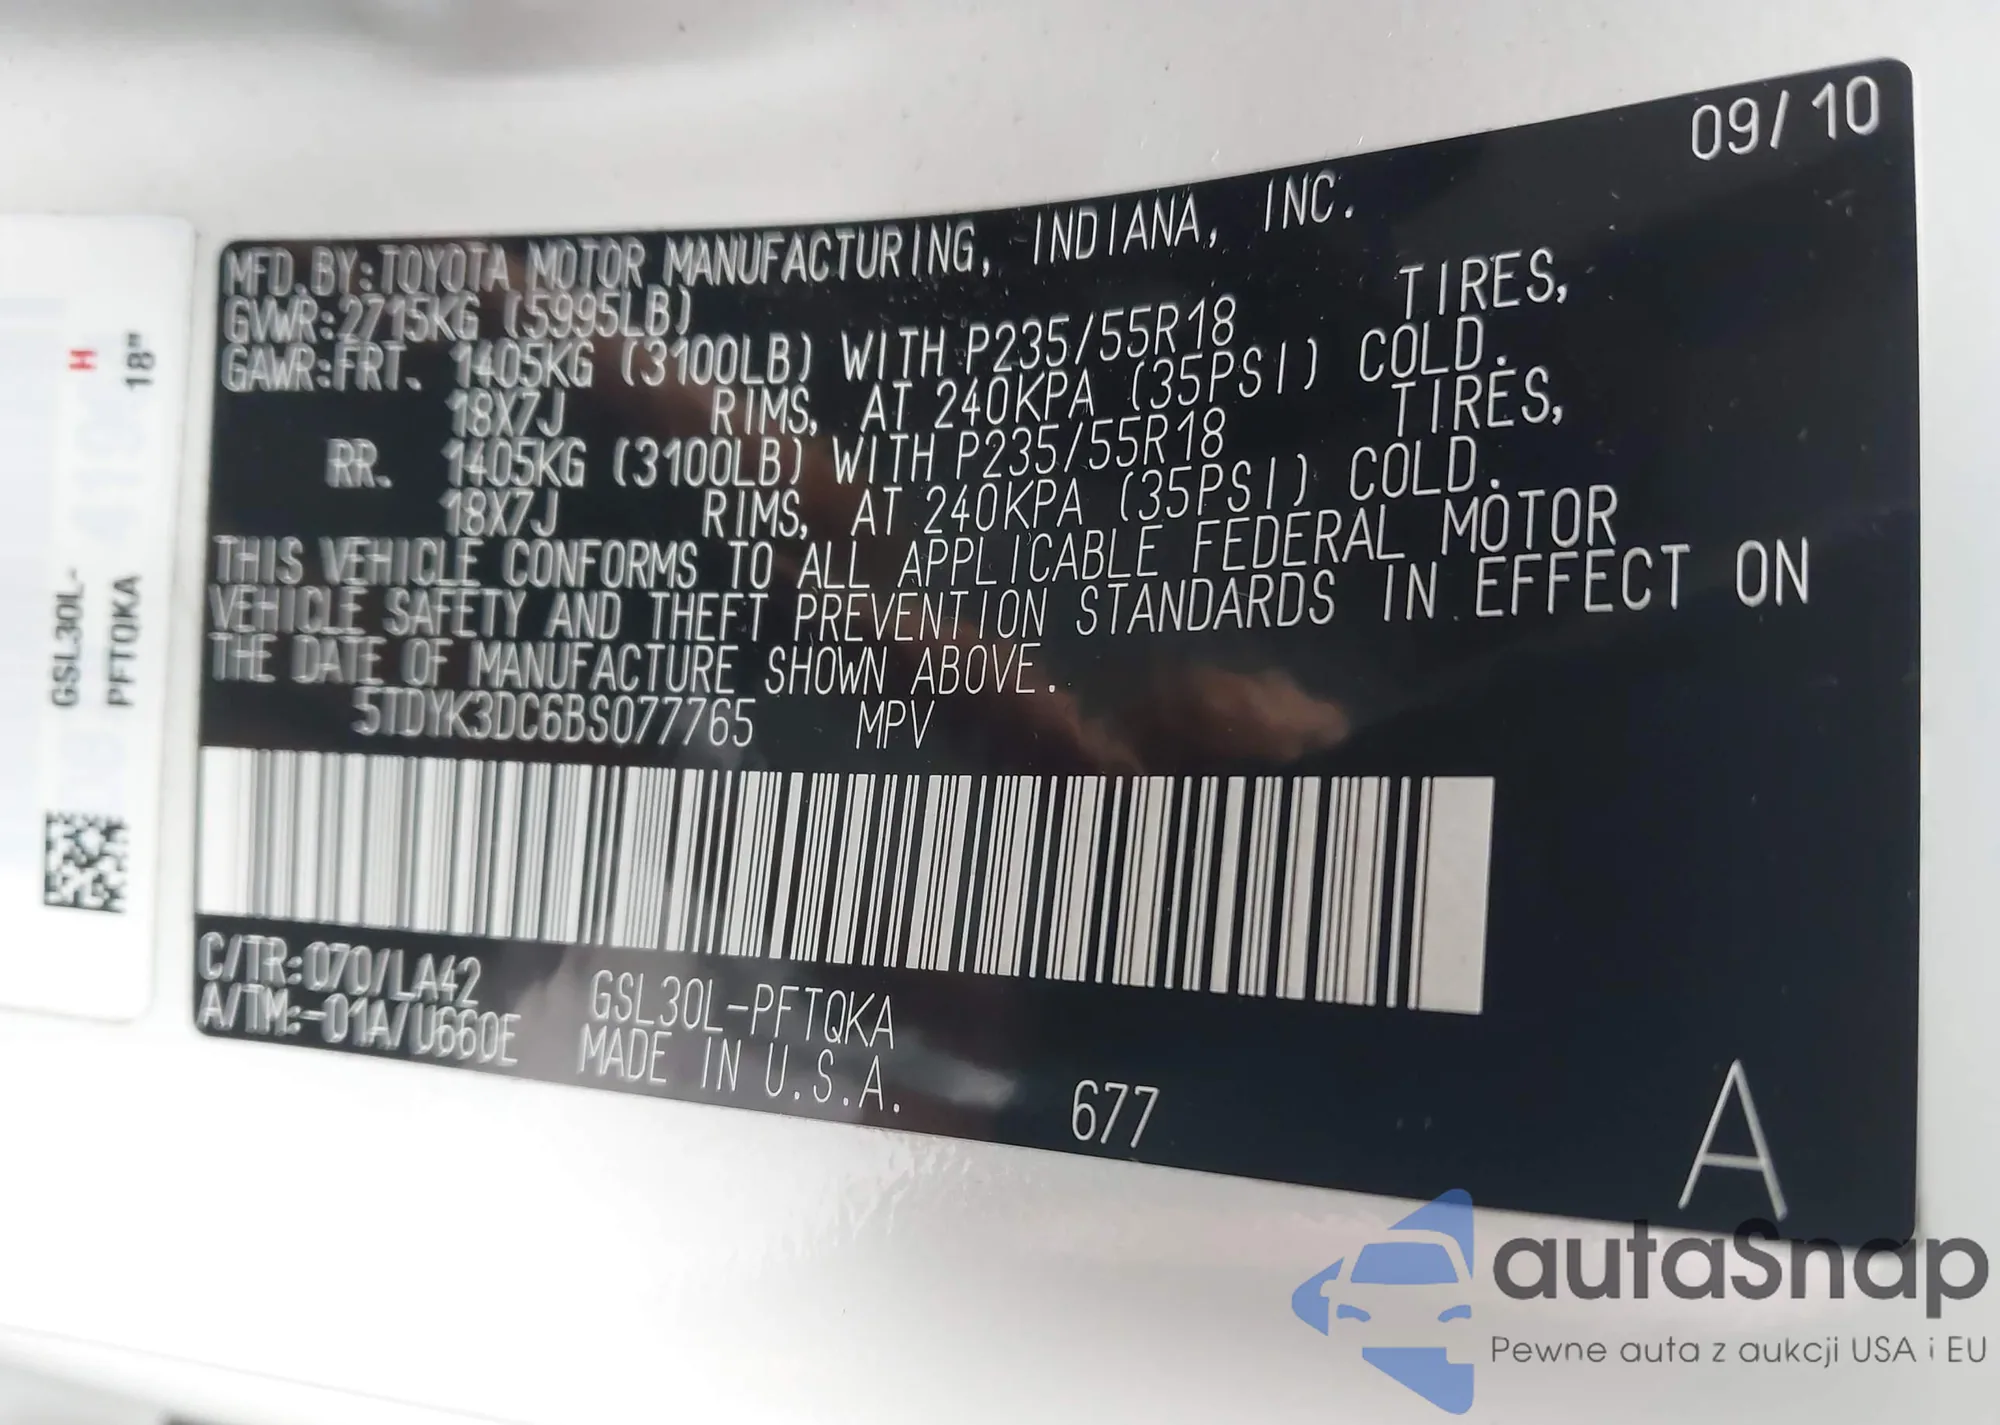 09/10
MFD.BY:TOYOTA MOTOR MANUFACTURING, INDIANA, INC.
GVWR:2715KG (5995LB)
GAWR:FRT. 1405KG (3100LB) WITH P235/55R18 TIRES,
18X7J RIMS, AT 240KPA (35PSI) COLD.
RR. 1405KG (3100LB) WITH P235/55R18 TIRES,
18X7J RIMS, AT 240KPA (35PSI) COLD.
THIS VEHICLE CONFORMS TO ALL APPLICABLE FEDERAL MOTOR
VEHICLE SAFETY AND THEFT PREVENTION STANDARDS IN EFFECT ON
THE DATE OF MANUFACTURE SHOWN ABOVE.
5TDYK3DC6BS077765 MPV
C/TR:070/LA42 GSL30L-PFTQKA
A/TM:-01A/U660E MADE IN U.S.A.
677
A
H
18"
GSL30L-
PFTQKA
autaSnap
Pewne auta z aukcji USA i EU